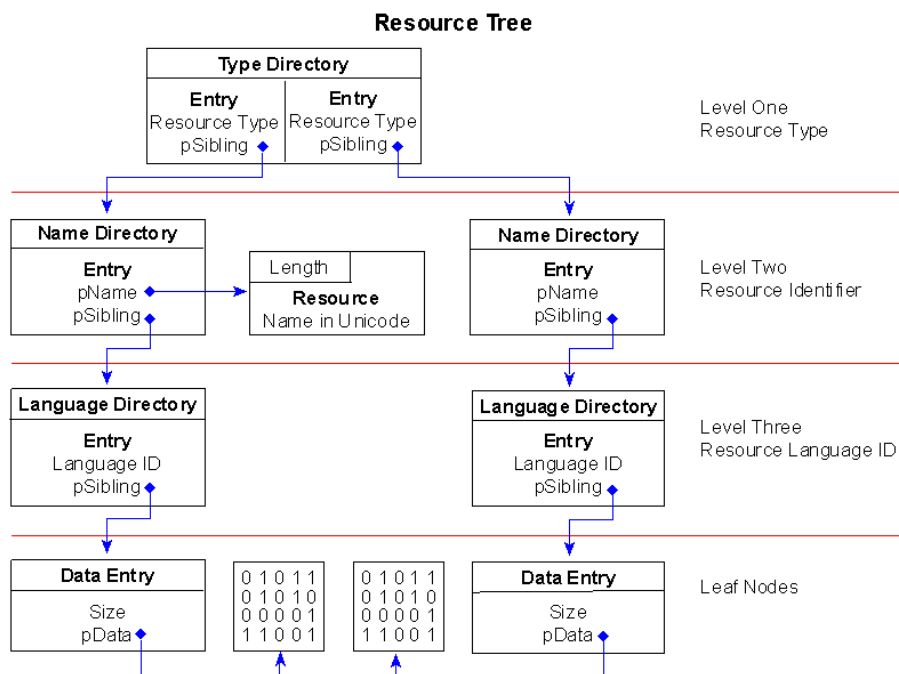 Resource Tree
Type Directory
Entry
Resource Type
pSibling
Entry
Resource Type
pSibling
Level One
Resource Type
Name Directory
Entry
pName
pSibling
Length
Resource
Name in Unicode
Name Directory
Entry
pName
pSibling
Level Two
Resource Identifier
Language Directory
Entry
Language ID
pSibling
Language Directory
Entry
Language ID
pSibling
Level Three
Resource Language ID
Data Entry
Size
pData
0 1 0 1 1
0 1 0 1 0
0 0 0 0 1
1 1 0 0 1
0 1 0 1 1
0 1 0 1 0
0 0 0 0 1
1 1 0 0 1
Data Entry
Size
pData
Leaf Nodes